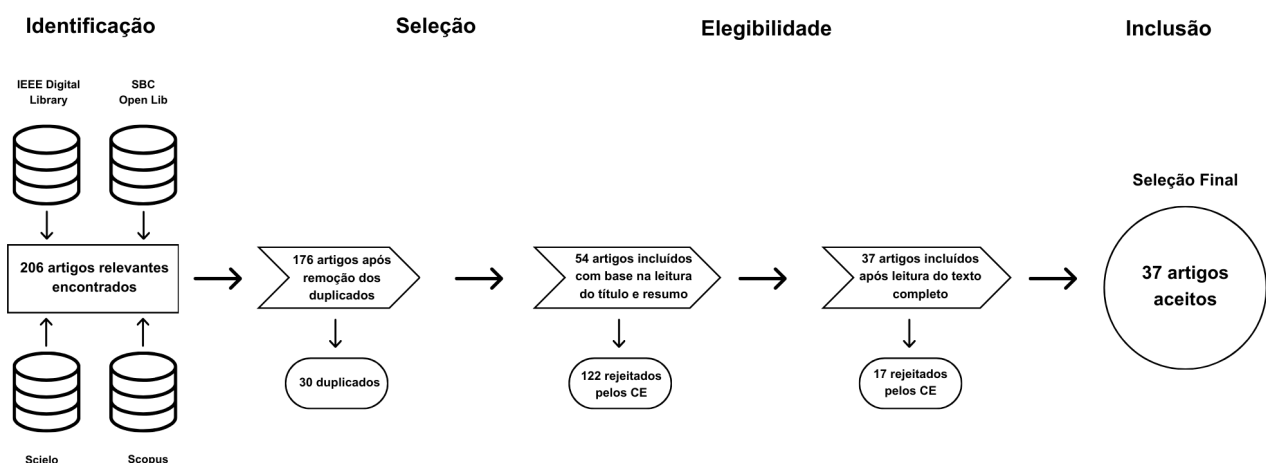 Identificação
Seleção
Elegibilidade
Inclusão
IEEE Digital
Library
SBC
Open Lib
206 artigos relevantes
encontrados
Scielo
Scopus
176 artigos após
remoção dos
duplicados
30 duplicados
54 artigos incluídos
com base na leitura
do título e resumo
122 rejeitados
pelos CE
37 artigos incluídos
após leitura do texto
completo
17 rejeitados
pelos CE
Seleção Final
37 artigos
aceitos